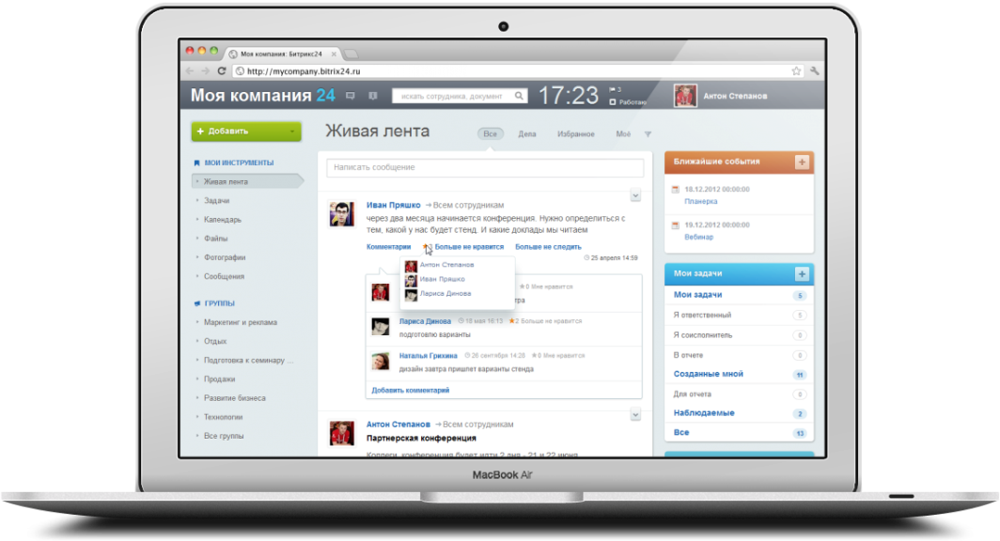 Моя компания: Битрикс24
http://mycompany.bitrix24.ru
Моя компания 24
искать сотрудника, документ
17:23
3
Работаю
Антон Степанов
+ Добавить
Живая лента
Все Дела Избранное Моё
МОИ ИНСТРУМЕНТЫ
Живая лента
Задачи
Календарь
Файлы
Фотографии
Сообщения
ГРУППЫ
Маркетинг и реклама
Отдых
Подготовка к семинару ...
Продажи
Развитие бизнеса
Технологии
Все группы
Написать сообщение
Иван Пряшко → Всем сотрудникам
через два месяца начинается конференция. Нужно определиться с
тем, какой у нас будет стенд. И какие доклады мы читаем
Комментарии Больше не нравится Больше не следить
25 апреля 14:59
Антон Степанов
Иван Пряшко
Лариса Динова
0 Мне нравится
тра
Лариса Динова 18 мая 16:13 2 Больше не нравится
подготовлю варианты
Наталья Грихина 26 сентября 14:28 0 Мне нравится
дизайн завтра пришлет варианты стенда
Добавить комментарий
Антон Степанов → Всем сотрудникам
Партнерская конференция
Коллеги, конференция будет идти 2 дня - 21 и 22 июня
Ближайшие события +
18.12.2012 00:00:00
Планерка
19.12.2012 00:00:00
Вебинар
Мои задачи +
Мои задачи 5
Я ответственный 5
Я соисполнитель 0
В отчете 0
Созданные мной 11
Для отчета 0
Наблюдаемые 2
Все 13
MacBook Air